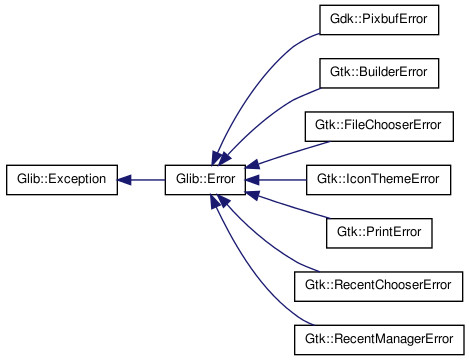 Gdk::PixbufError
Gtk::BuilderError
Gtk::FileChooserError
Glib::Exception
Glib::Error
Gtk::IconThemeError
Gtk::PrintError
Gtk::RecentChooserError
Gtk::RecentManagerError